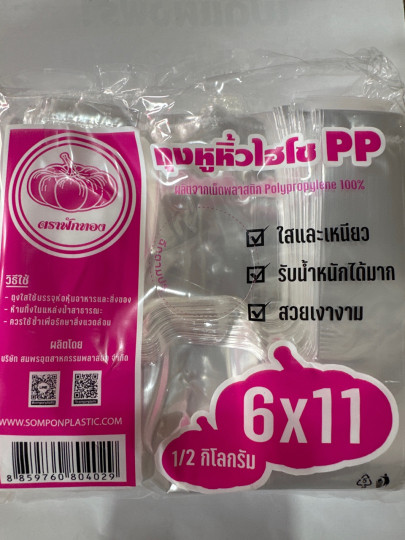 ถุงหูหิ้วไฮโซ PP
ผลิตจากเม็ดพลาสติก Polypropylene 100%
ใสและเหนียว
รับน้ำหนักได้มาก
สวยเงางาม
6x11
1/2 กิโลกรัม
ตราฟักทอง
วิธีใช้
- ถุงใสใช้บรรจุห่อหุ้มอาหารและสิ่งของ
- ห้ามทิ้งในแหล่งน้ำสาธารณะ
- ควรใช้ซ้ำเพื่อรักษาสิ่งแวดล้อม
ผลิตโดย
บริษัท สมพรอุตสาหกรรมพลาสติก จำกัด
WWW.SOMPONPLASTIC.COM
8 859760 804029